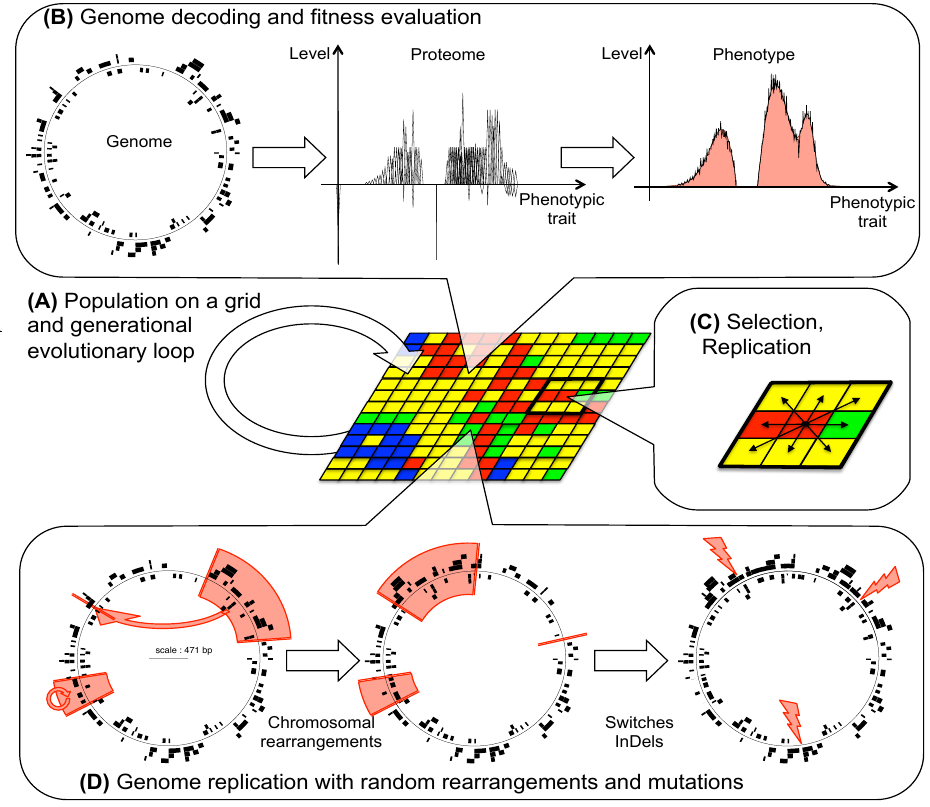 (B) Genome decoding and fitness evaluation
Level
Proteome
Level
Phenotype
Genome
Phenotypic
trait
Phenotypic
trait
(A) Population on a grid
and generational
evolutionary loop
(C) Selection,
Replication
scale : 471 bp
Chromosomal
rearrangements
Switches
InDels
(D) Genome replication with random rearrangements and mutations